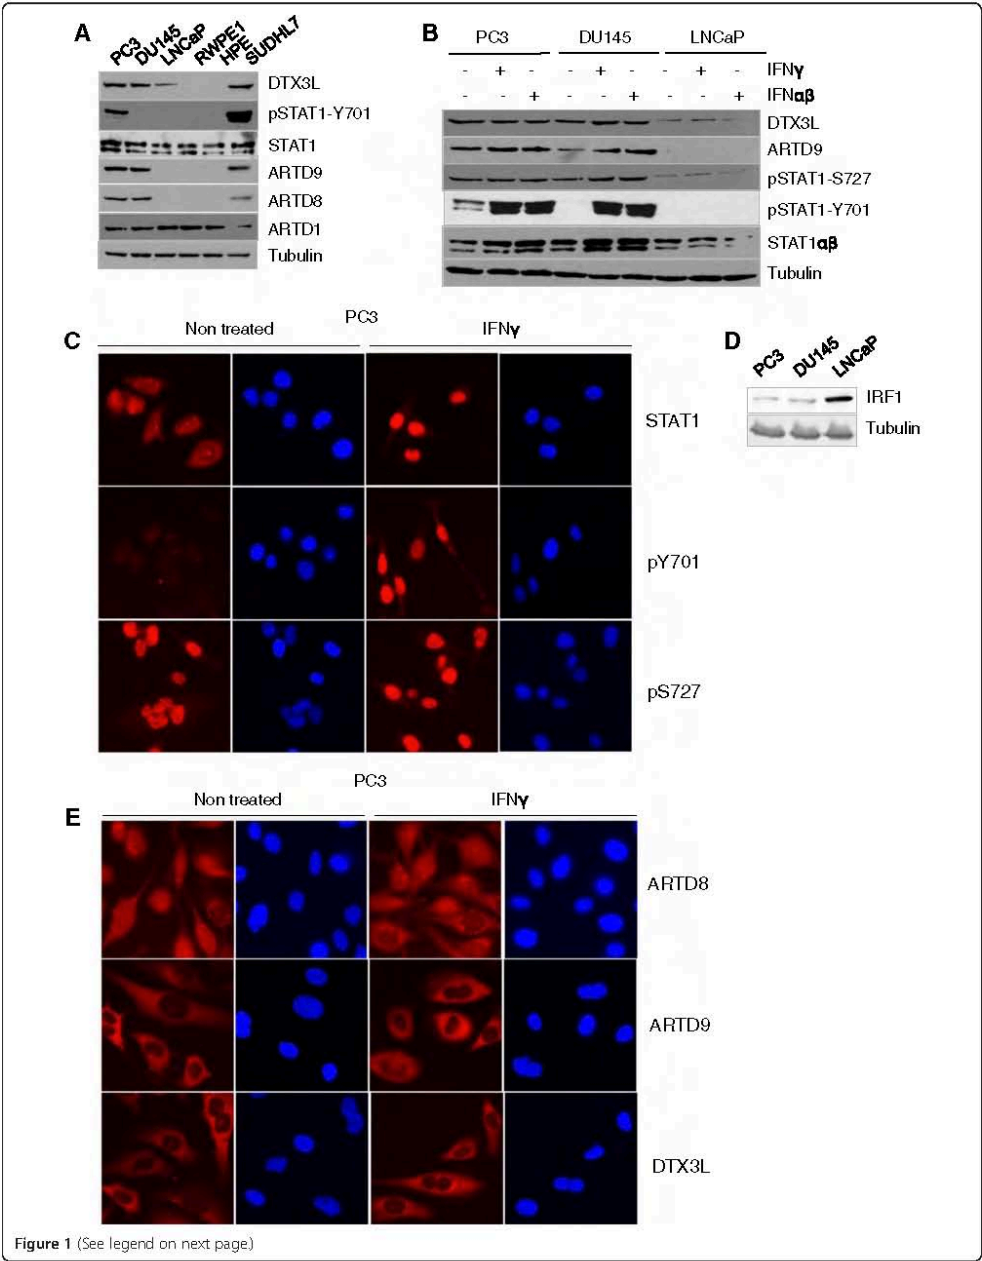 A
PC3 DU145 LNCaP RWPE1 HPE SUDHL7
DTX3L
pSTAT1-Y701
STAT1
ARTD9
ARTD8
ARTD1
Tubulin
B
PC3 DU145 LNCaP
- + - - + - - + - IFNγ
- - + - - + - - + IFNαβ
DTX3L
ARTD9
pSTAT1-S727
pSTAT1-Y701
STAT1αβ
Tubulin
C
PC3
Non treated IFNγ
STAT1
pY701
pS727
D
PC3 DU145 LNCaP
IRF1
Tubulin
E
PC3
Non treated IFNγ
ARTD8
ARTD9
DTX3L
Figure 1 (See legend on next page.)